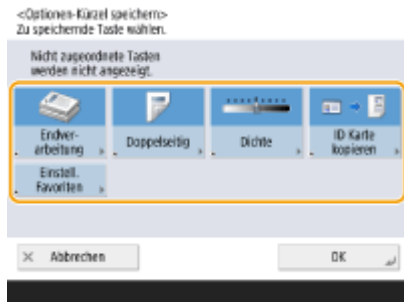 <Optionen-Kürzel speichern>
Zu speichernde Taste wählen.
Nicht zugeordnete Tasten
werden nicht angezeigt.
Endver-
arbeitung
Doppelseitig
Dichte
ID Karte
kopieren
Einstell.
Favoriten
Abbrechen
OK